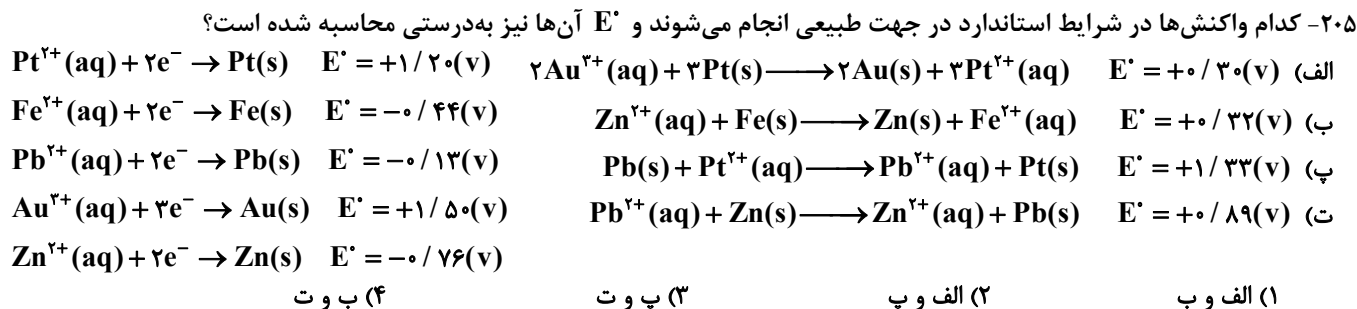 ۲۰۵- کدام واکنش‌ها در شرایط استاندارد در جهت طبیعی انجام می‌شوند و E° آن‌ها نیز به‌درستی محاسبه شده است؟
الف) ۲Au³⁺(aq) + ۳Pt(s) ⟶ ۲Au(s) + ۳Pt²⁺(aq) E° = +۰/۳۰(v)
Pt²⁺(aq) + ۲e⁻ → Pt(s) E° = +۱/۲۰(v)
ب) Zn²⁺(aq) + Fe(s) ⟶ Zn(s) + Fe²⁺(aq) E° = +۰/۳۲(v)
Fe²⁺(aq) + ۲e⁻ → Fe(s) E° = −۰/۴۴(v)
پ) Pb(s) + Pt²⁺(aq) ⟶ Pb²⁺(aq) + Pt(s) E° = +۱/۳۳(v)
Pb²⁺(aq) + ۲e⁻ → Pb(s) E° = −۰/۱۳(v)
ت) Pb²⁺(aq) + Zn(s) ⟶ Zn²⁺(aq) + Pb(s) E° = +۰/۸۹(v)
Au³⁺(aq) + ۳e⁻ → Au(s) E° = +۱/۵۰(v)
Zn²⁺(aq) + ۲e⁻ → Zn(s) E° = −۰/۷۶(v)
۱) الف و ب ۲) الف و پ ۳) پ و ت ۴) ب و ت